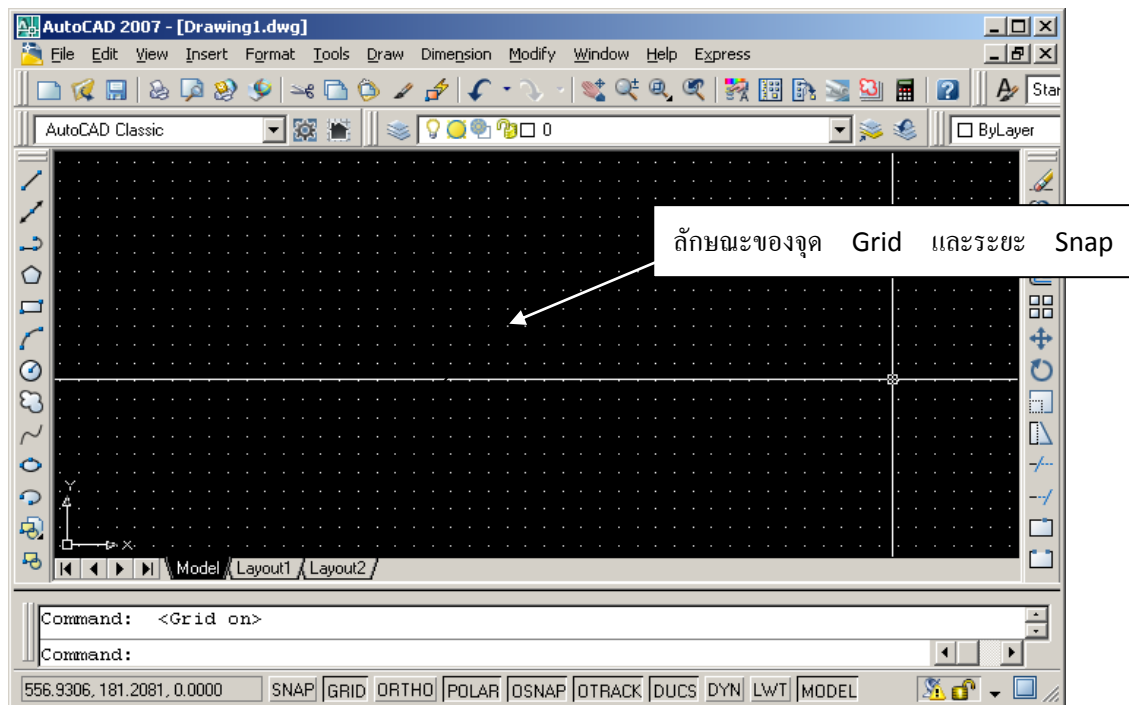 AutoCAD 2007 - [Drawing1.dwg]
File Edit View Insert Format Tools Draw Dimension Modify Window Help Express
Star
AutoCAD Classic 0 ByLayer
ลักษณะของจุด Grid และระยะ Snap
Y
X
Model Layout1 Layout2
Command: <Grid on>
Command:
556.9306, 181.2081, 0.0000 SNAP GRID ORTHO POLAR OSNAP OTRACK DUCS DYN LWT MODEL